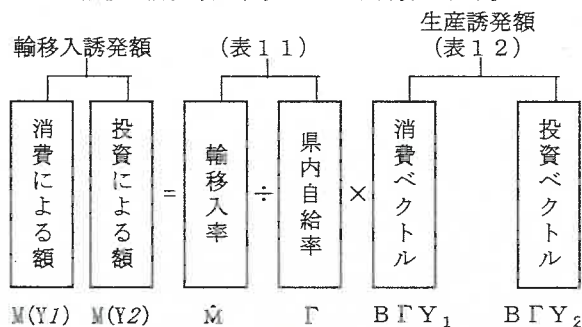 生産誘発額
輸移入誘発額 (表11) (表12)
消費による額
投資による額
=
輸移入率
÷
県内自給率
×
消費ベクトル
投資ベクトル
M(Y1) M(Y2) M̂ Γ BΓY₁ BΓY₂